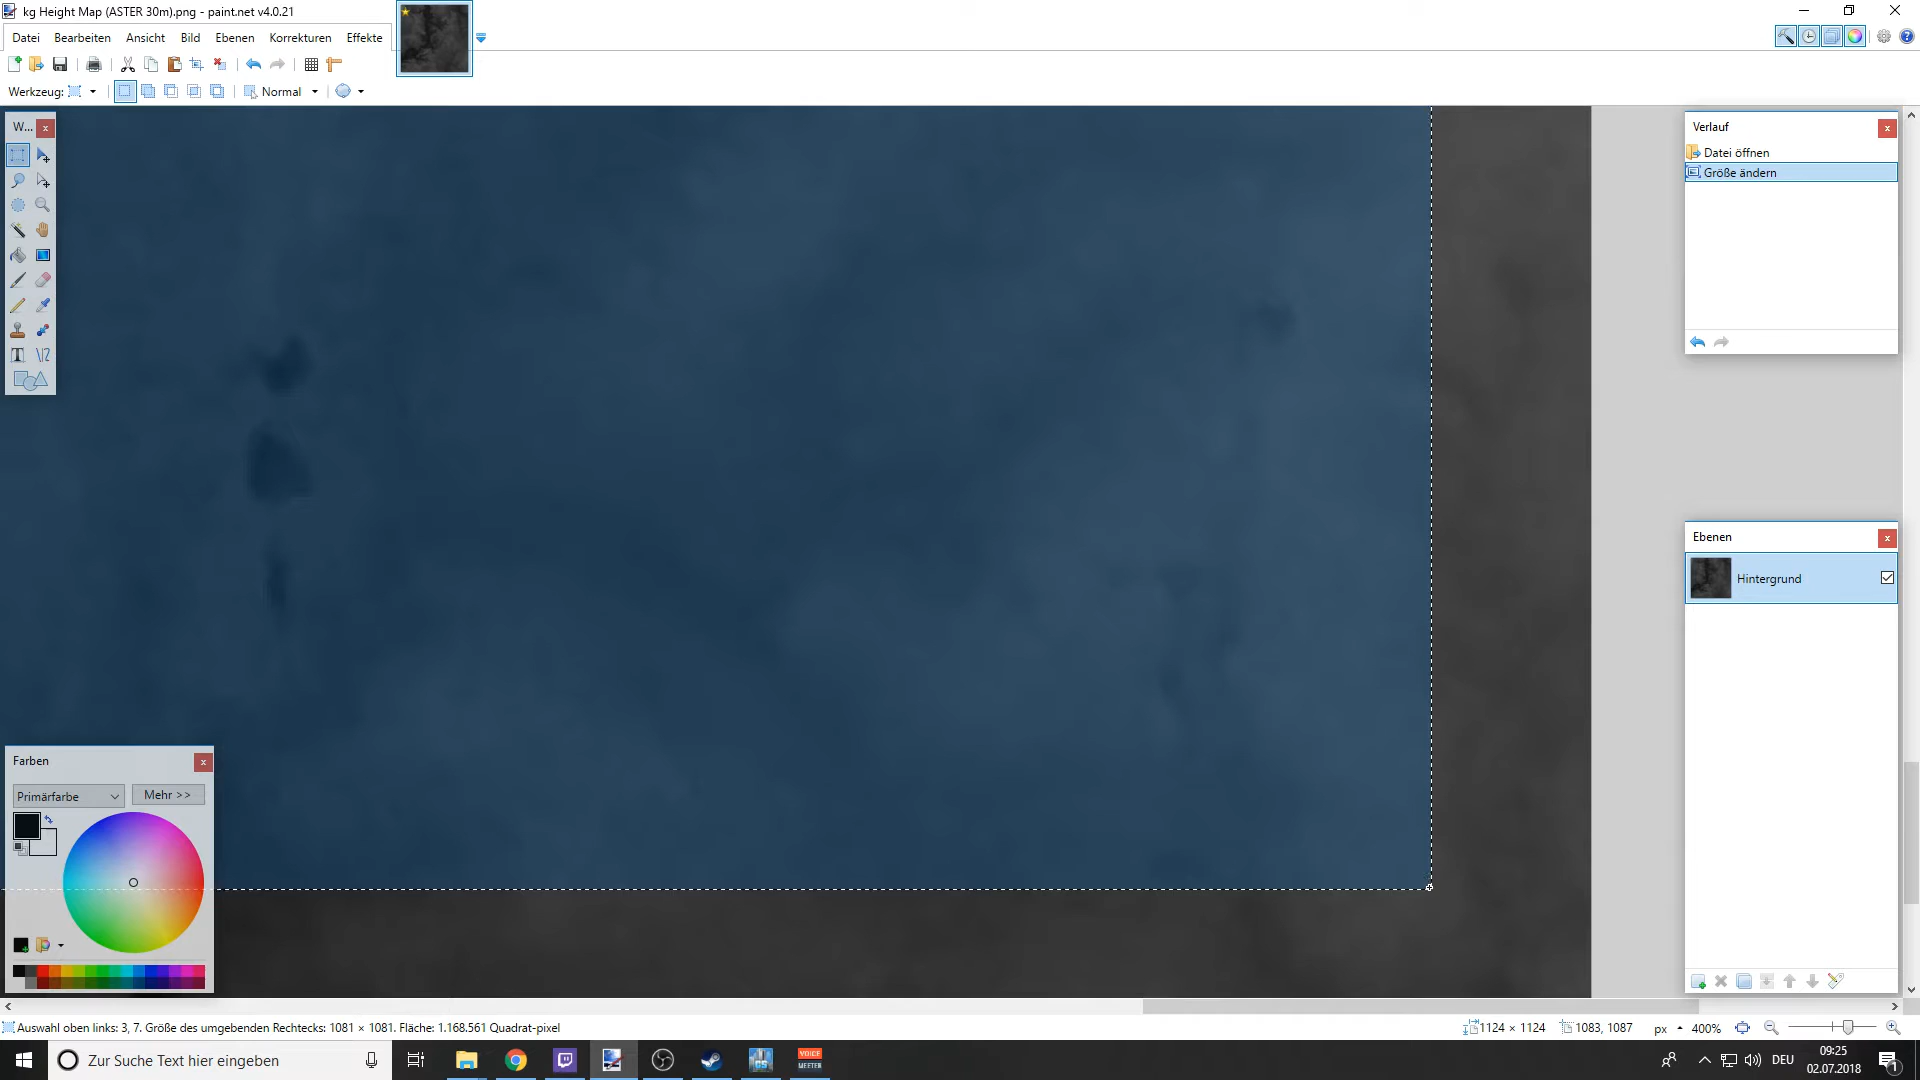 kg Height Map (ASTER 30m).png - paint.net v4.0.21
Datei Bearbeiten Ansicht Bild Ebenen Korrekturen Effekte
Werkzeug: Normal
W...
Verlauf
Datei öffnen
Größe ändern
Ebenen
Hintergrund
Farben
Primärfarbe Mehr >>
Auswahl oben links: 3, 7. Größe des umgebenden Rechtecks: 1081 × 1081. Fläche: 1.168.561 Quadrat-pixel
1124 × 1124 1083, 1087 px 400%
Zur Suche Text hier eingeben
VOICE
MEETER
DEU
09:25
02.07.2018
1